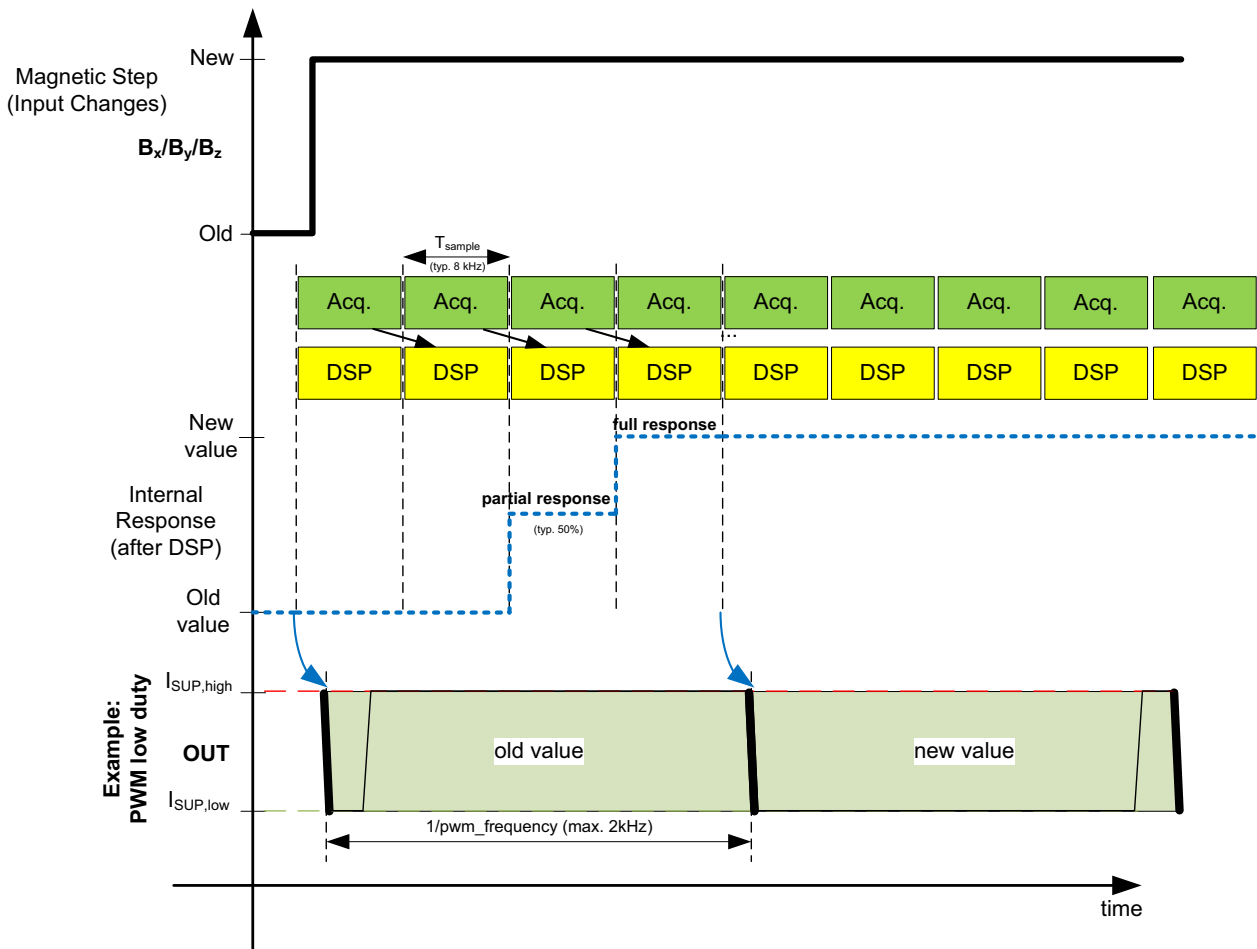 New
Magnetic Step
(Input Changes)
Bx/By/Bz
Old
Tsample
(typ. 8 kHz)
Acq. Acq. Acq. Acq. Acq. Acq. Acq. Acq. Acq.
...
DSP DSP DSP DSP DSP DSP DSP DSP DSP
New
value
full response
Internal
Response
(after DSP)
partial response
(typ. 50%)
Old
value
Example:
PWM low duty
ISUP,high
OUT
old value
new value
ISUP,low
1/pwm_frequency (max. 2kHz)
time